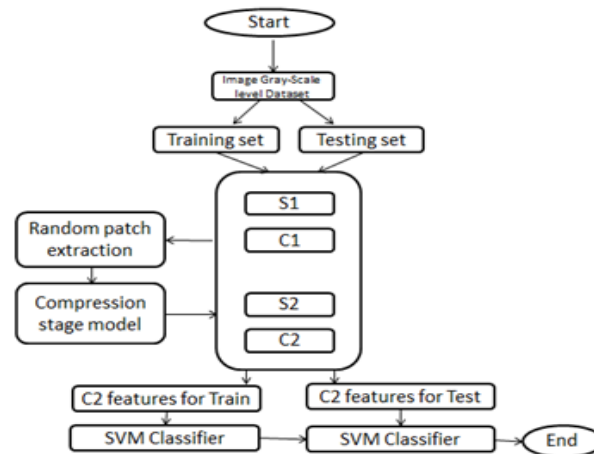 Start
Image Gray-Scale
level Dataset
Training set
Testing set
S1
C1
Random patch
extraction
Compression
stage model
S2
C2
C2 features for Train
C2 features for Test
SVM Classifier
SVM Classifier
End